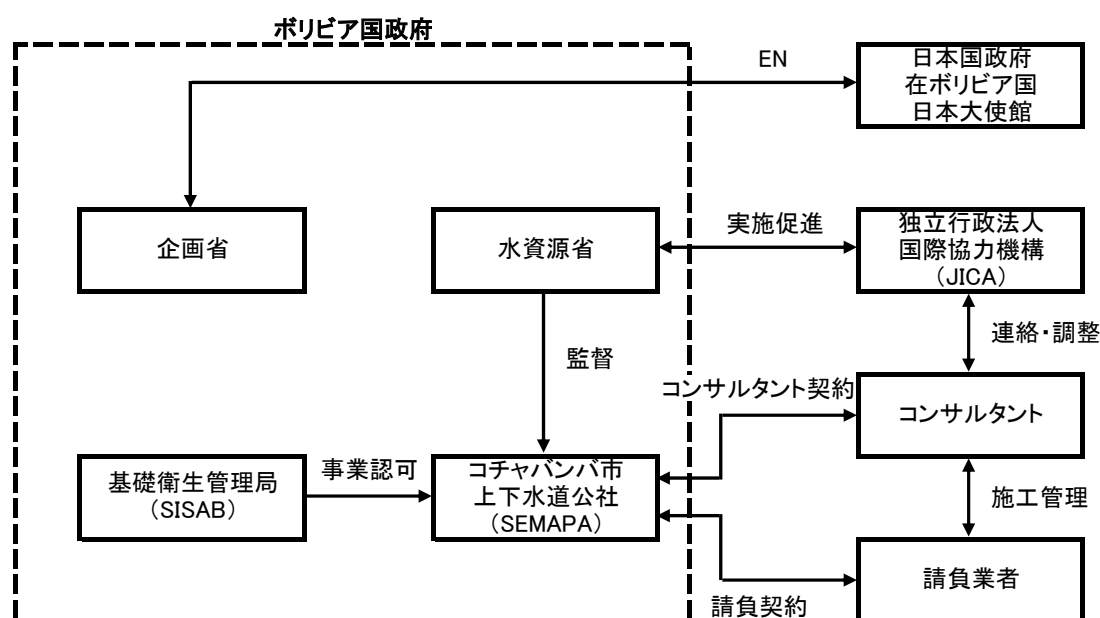 ボリビア国政府
EN
日本国政府
在ボリビア国
日本大使館
企画省
水資源省
実施促進
独立行政法人
国際協力機構
(JICA)
連絡・調整
監督
コンサルタント契約
コンサルタント
基礎衛生管理局
(SISAB)
事業認可
コチャバンバ市
上下水道公社
(SEMAPA)
施工管理
請負契約
請負業者